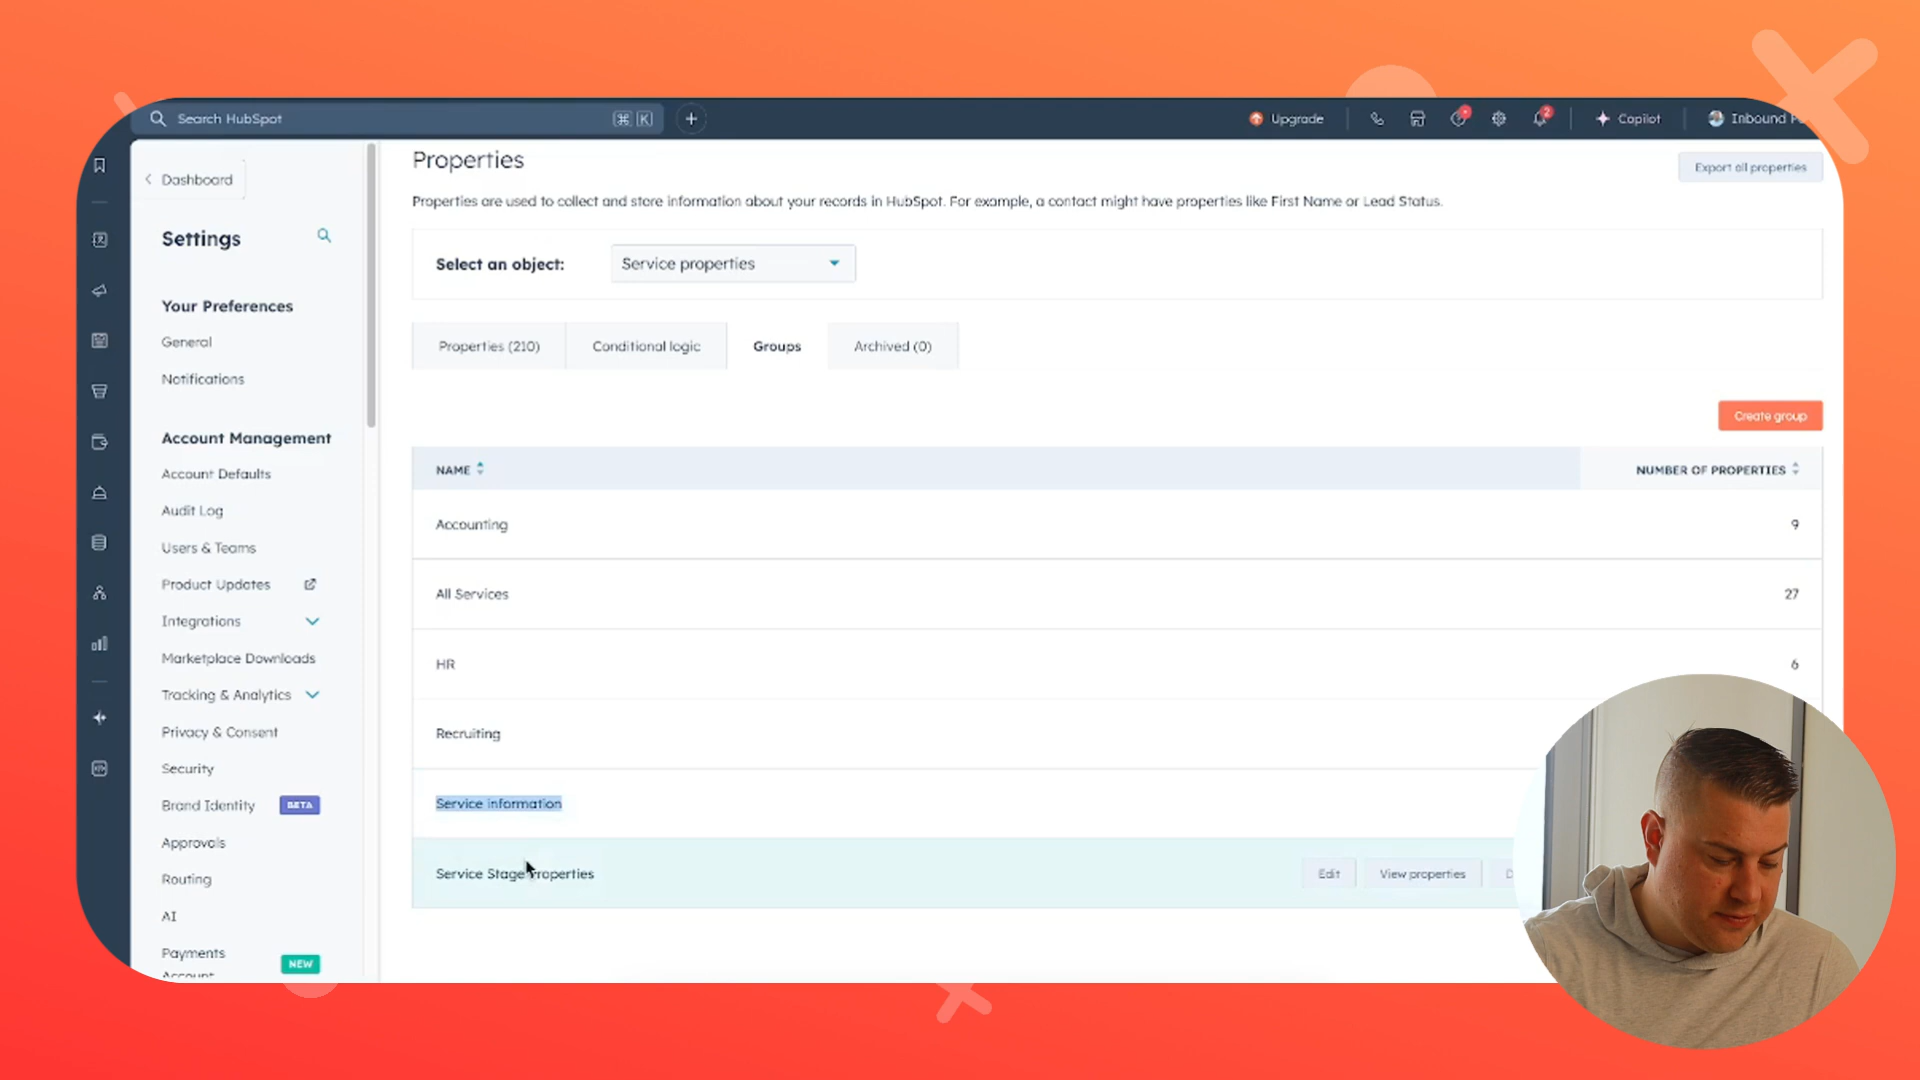 Search HubSpot
⌘ K
Upgrade
2
Copilot
Inbound
Dashboard
Settings
Your Preferences
General
Notifications
Account Management
Account Defaults
Audit Log
Users & Teams
Product Updates
Integrations
Marketplace Downloads
Tracking & Analytics
Privacy & Consent
Security
Brand Identity BETA
Approvals
Routing
AI
Payments NEW
Account
Properties
Export all properties
Properties are used to collect and store information about your records in HubSpot. For example, a contact might have properties like First Name or Lead Status.
Select an object: Service properties
Properties (210) Conditional logic Groups Archived (0)
Create group
NAME NUMBER OF PROPERTIES
Accounting 9
All Services 27
HR 6
Recruiting
Service information
Service Stage Properties Edit View properties